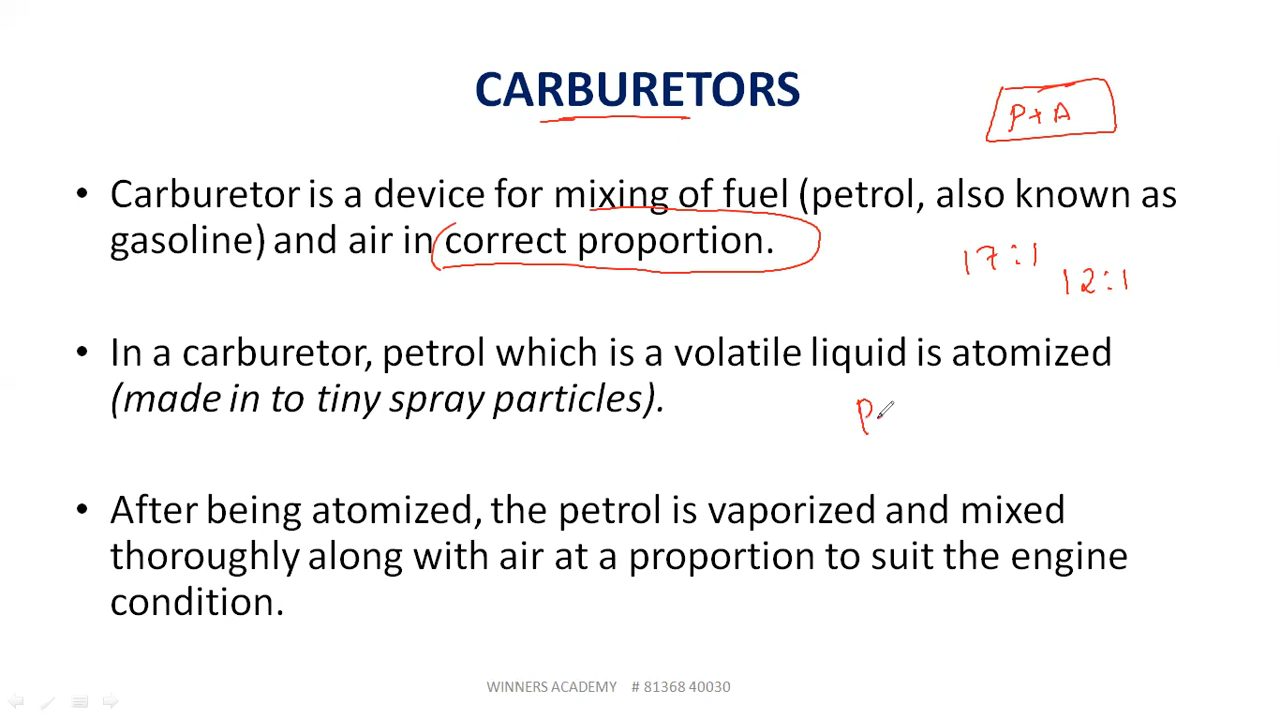 CARBURETORS
P+A
• Carburetor is a device for mixing of fuel (petrol, also known as
gasoline) and air in correct proportion.
17:1
12:1
• In a carburetor, petrol which is a volatile liquid is atomized
(made in to tiny spray particles).
P
• After being atomized, the petrol is vaporized and mixed
thoroughly along with air at a proportion to suit the engine
condition.
WINNERS ACADEMY # 81368 40030